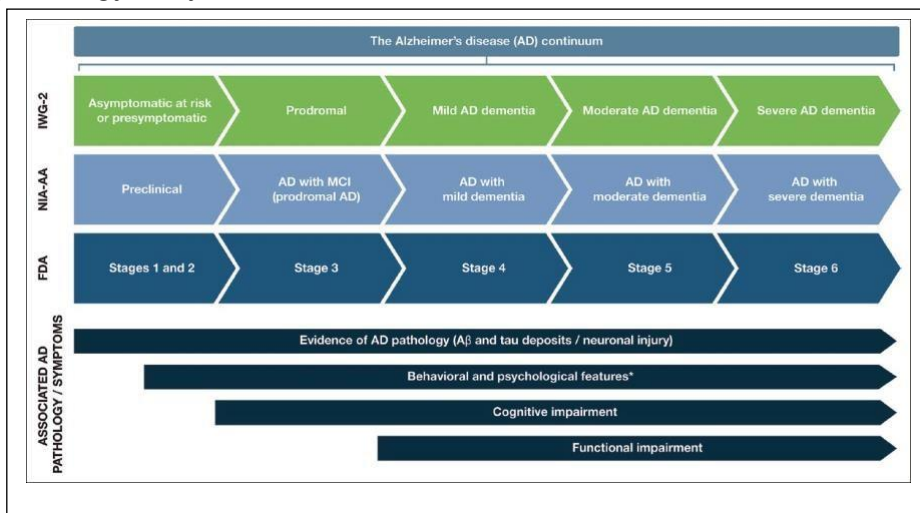 The Alzheimer's disease (AD) continuum
IWG-2
Asymptomatic at risk
or presymptomatic
Prodromal
Mild AD dementia
Moderate AD dementia
Severe AD dementia
NIA-AA
Preclinical
AD with MCI
(prodromal AD)
AD with
mild dementia
AD with
moderate dementia
AD with
severe dementia
FDA
Stages 1 and 2
Stage 3
Stage 4
Stage 5
Stage 6
ASSOCIATED AD
PATHOLOGY / SYMPTOMS
Evidence of AD pathology (Aβ and tau deposits / neuronal injury)
Behavioral and psychological features*
Cognitive impairment
Functional impairment